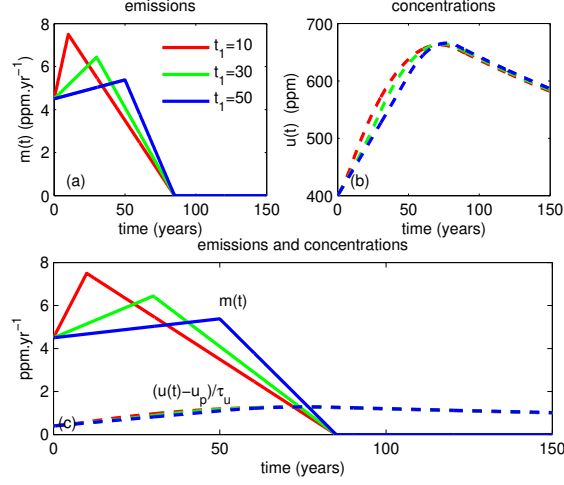 emissions
8
6
4
2
0
m(t) (ppm.yr⁻¹)
t₁=10
t₁=30
t₁=50
(a)
0 50 100 150
time (years)
concentrations
700
600
500
400
u(t) (ppm)
(b)
0 50 100 150
time (years)
emissions and concentrations
8
6
4
2
0
ppm.yr⁻¹
m(t)
(u(t)−uₚ)/τᵤ
(c)
0 50 100 150
time (years)